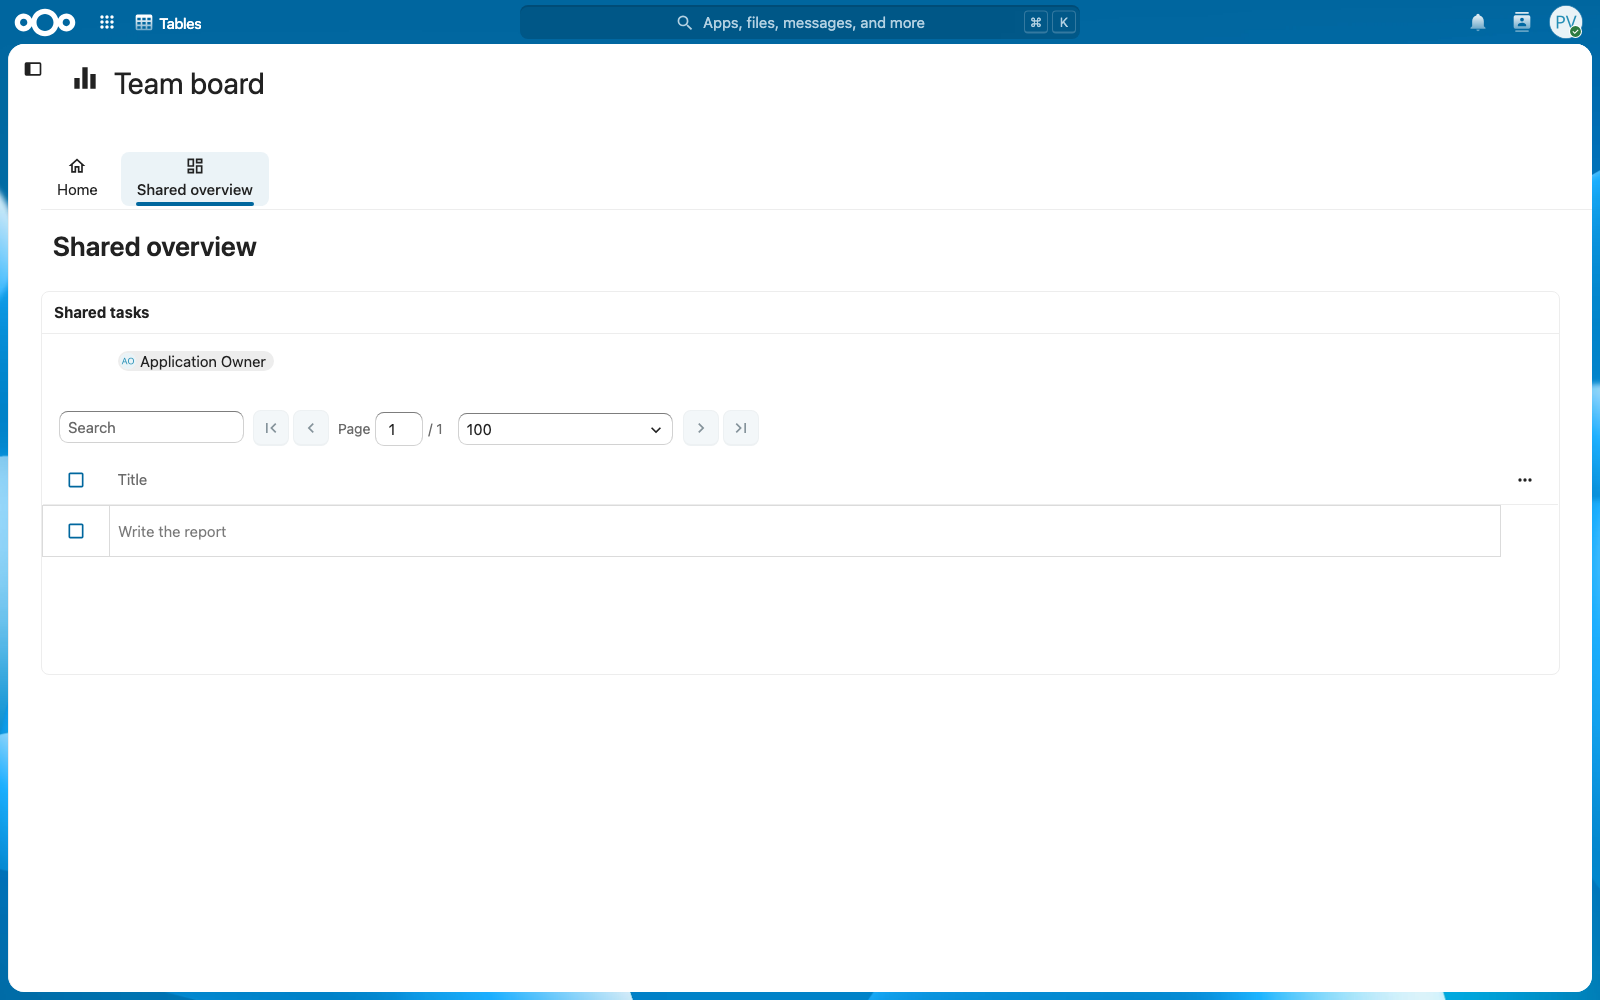 Tables
Apps, files, messages, and more
⌘ K
PV
Team board
Home
Shared overview
Shared overview
Shared tasks
AO Application Owner
Search
Page 1 / 1
100
Title
Write the report